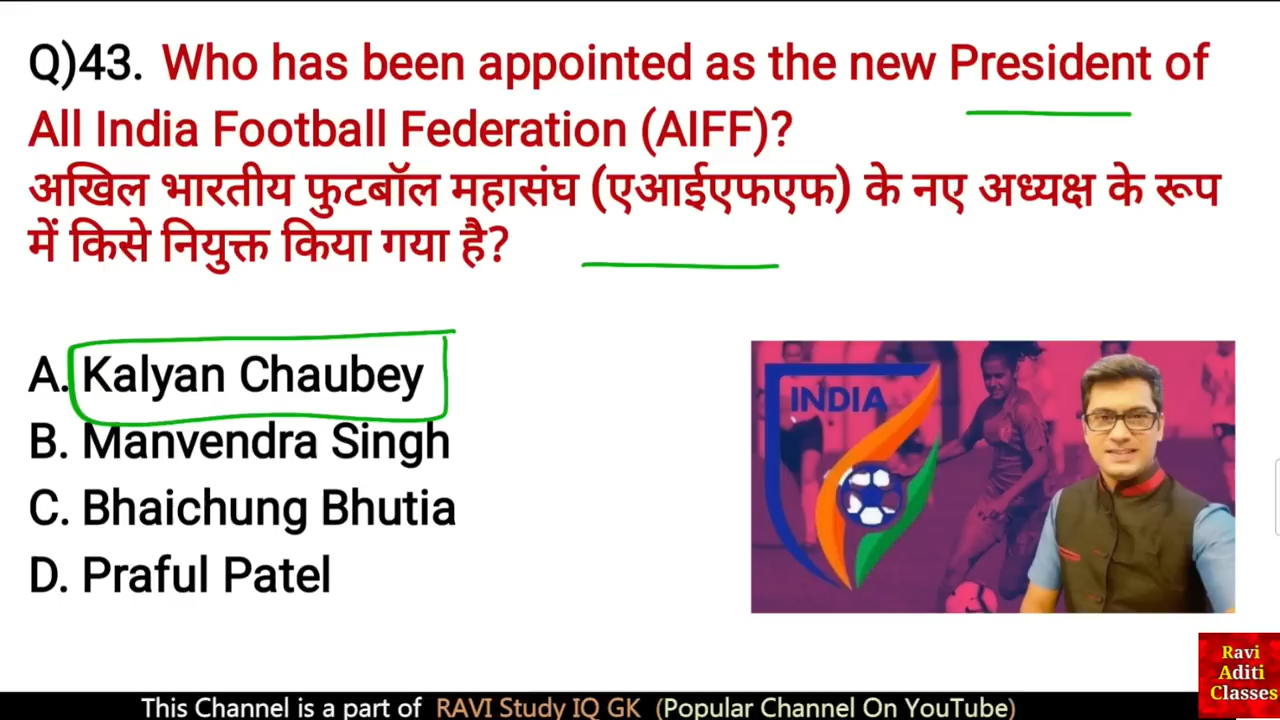 Q)43. Who has been appointed as the new President of
All India Football Federation (AIFF)?
अखिल भारतीय फुटबॉल महासंघ (एआईएफएफ) के नए अध्यक्ष के रूप
में किसे नियुक्त किया गया है?
A. Kalyan Chaubey
B. Manvendra Singh
C. Bhaichung Bhutia
D. Praful Patel
INDIA
Ravi
Aditi
Classes
This Channel is a part of RAVI Study IQ GK (Popular Channel On YouTube)